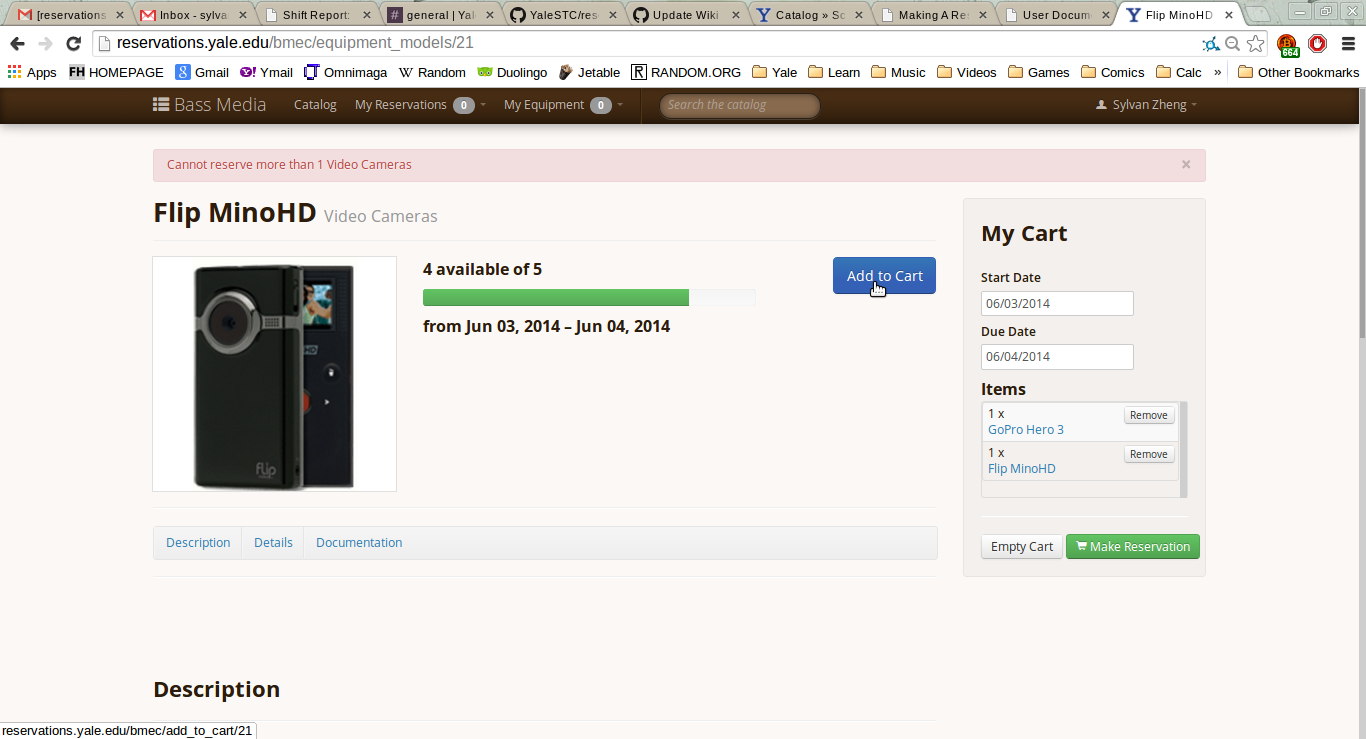 [reservations
Inbox - sylva
Shift Report:
# general | Yal
YaleSTC/res
Update Wiki
Catalog » Sc
Making A Re
User Docum
Flip MinoHD
reservations.yale.edu/bmec/equipment_models/21
664
Apps
FH HOMEPAGE
Gmail
Y! Ymail
Omnimaga
W Random
Duolingo
Jetable
R RANDOM.ORG
Yale
Learn
Music
Videos
Games
Comics
Calc
»
Other Bookmarks
Bass Media
Catalog
My Reservations 0
My Equipment 0
Search the catalog
Sylvan Zheng
Cannot reserve more than 1 Video Cameras
×
Flip MinoHD Video Cameras
flip
4 available of 5
from Jun 03, 2014 – Jun 04, 2014
Add to Cart
My Cart
Start Date
06/03/2014
Due Date
06/04/2014
Items
1 x
Remove
GoPro Hero 3
1 x
Remove
Flip MinoHD
Empty Cart
Make Reservation
Description
Details
Documentation
Description
reservations.yale.edu/bmec/add_to_cart/21